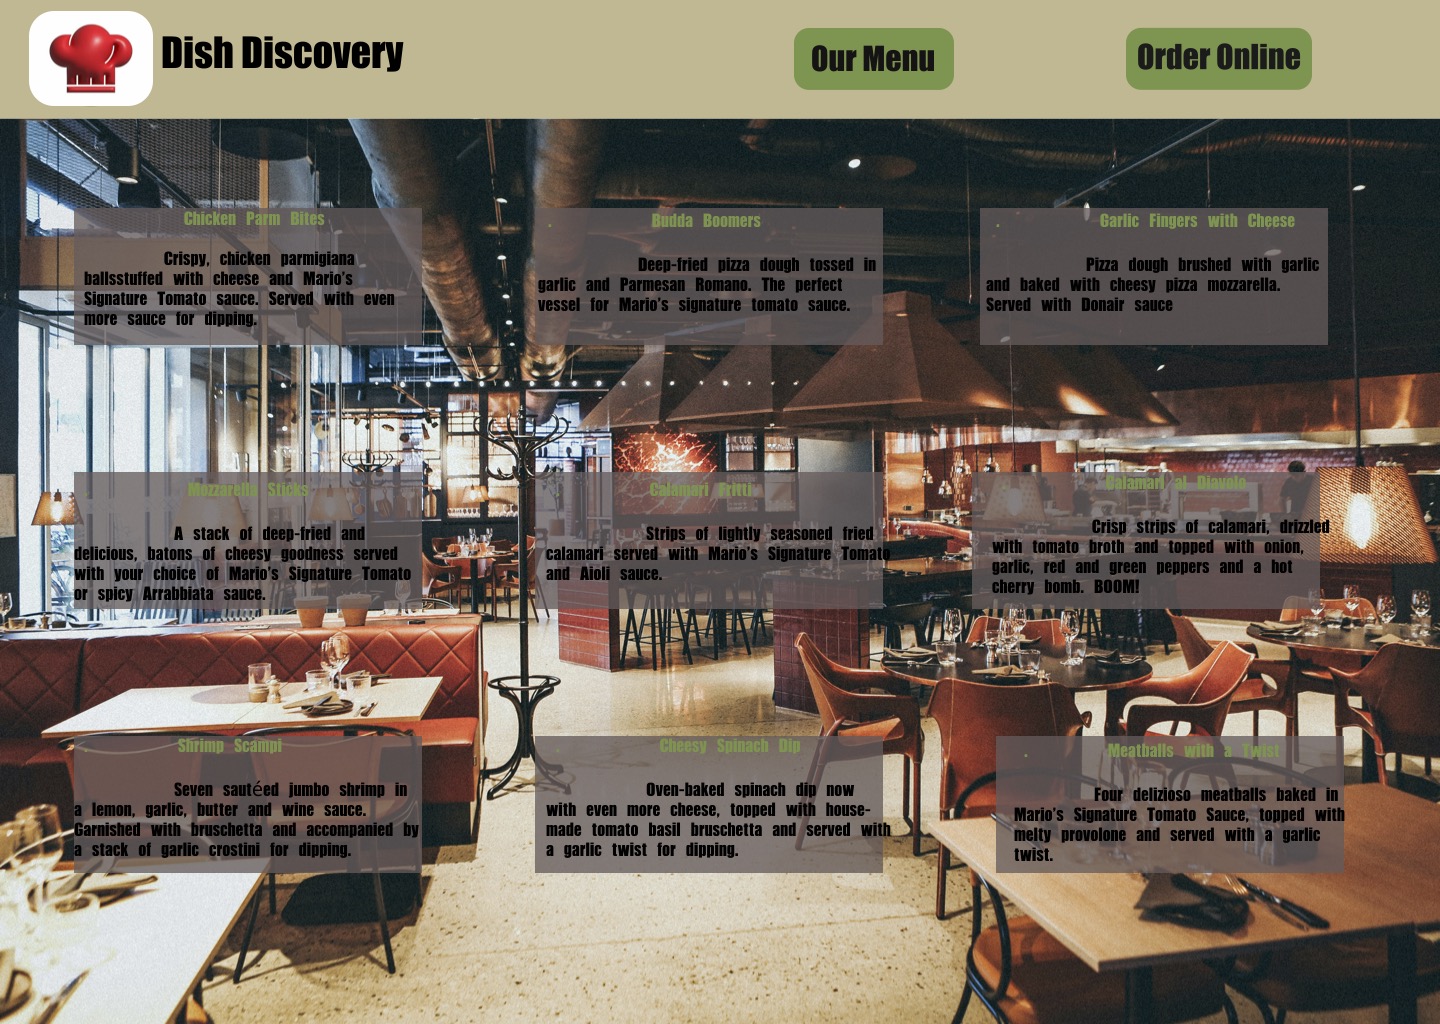 Dish Discovery
Our Menu
Order Online
Chicken Parm Bites
Crispy, chicken parmigiana
ballsstuffed with cheese and Mario's
Signature Tomato sauce. Served with even
more sauce for dipping.
Budda Boomers
Deep-fried pizza dough tossed in
garlic and Parmesan Romano. The perfect
vessel for Mario's signature tomato sauce.
Garlic Fingers with Cheese
Pizza dough brushed with garlic
and baked with cheesy pizza mozzarella.
Served with Donair sauce
Mozzarella Sticks
A stack of deep-fried and
delicious, batons of cheesy goodness served
with your choice of Mario's Signature Tomato
or spicy Arrabbiata sauce.
Calamari Fritti
Strips of lightly seasoned fried
calamari served with Mario's Signature Tomato
and Aioli sauce.
Calamari al Diavolo
Crisp strips of calamari, drizzled
with tomato broth and topped with onion,
garlic, red and green peppers and a hot
cherry bomb. BOOM!
Shrimp Scampi
Seven sautéed jumbo shrimp in
a lemon, garlic, butter and wine sauce.
Garnished with bruschetta and accompanied by
a stack of garlic crostini for dipping.
Cheesy Spinach Dip
Oven-baked spinach dip now
with even more cheese, topped with house-
made tomato basil bruschetta and served with
a garlic twist for dipping.
Meatballs with a Twist
Four delizioso meatballs baked in
Mario's Signature Tomato Sauce, topped with
melty provolone and served with a garlic
twist.